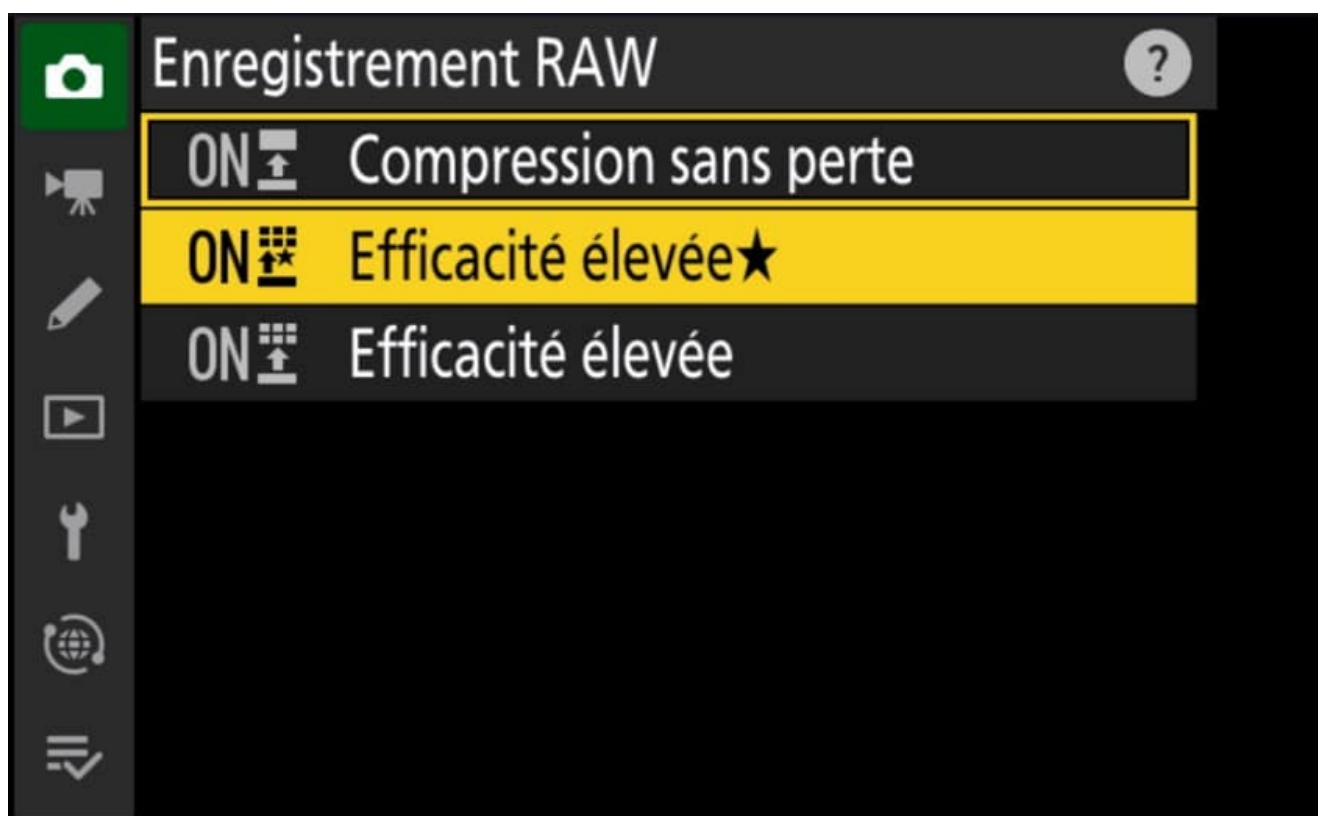 Enregistrement RAW ?
ON Compression sans perte
ON Efficacité élevée★
ON Efficacité élevée